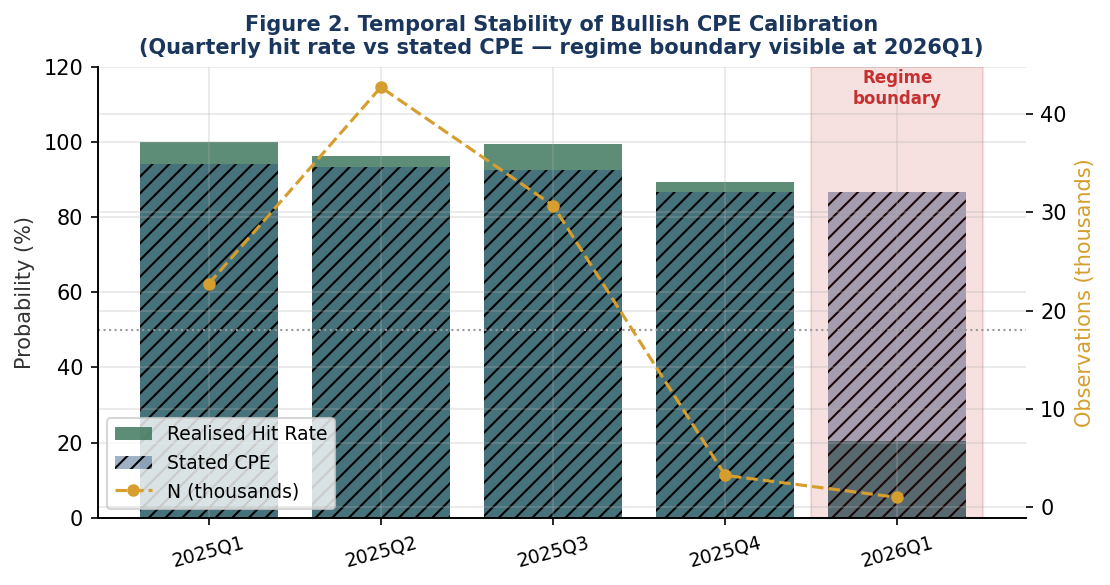 Figure 2. Temporal Stability of Bullish CPE Calibration
(Quarterly hit rate vs stated CPE — regime boundary visible at 2026Q1)
Regime
boundary
Probability (%)
120
100
80
60
40
20
0
40
30
20
10
0
Observations (thousands)
Realised Hit Rate
Stated CPE
N (thousands)
2025Q1
2025Q2
2025Q3
2025Q4
2026Q1